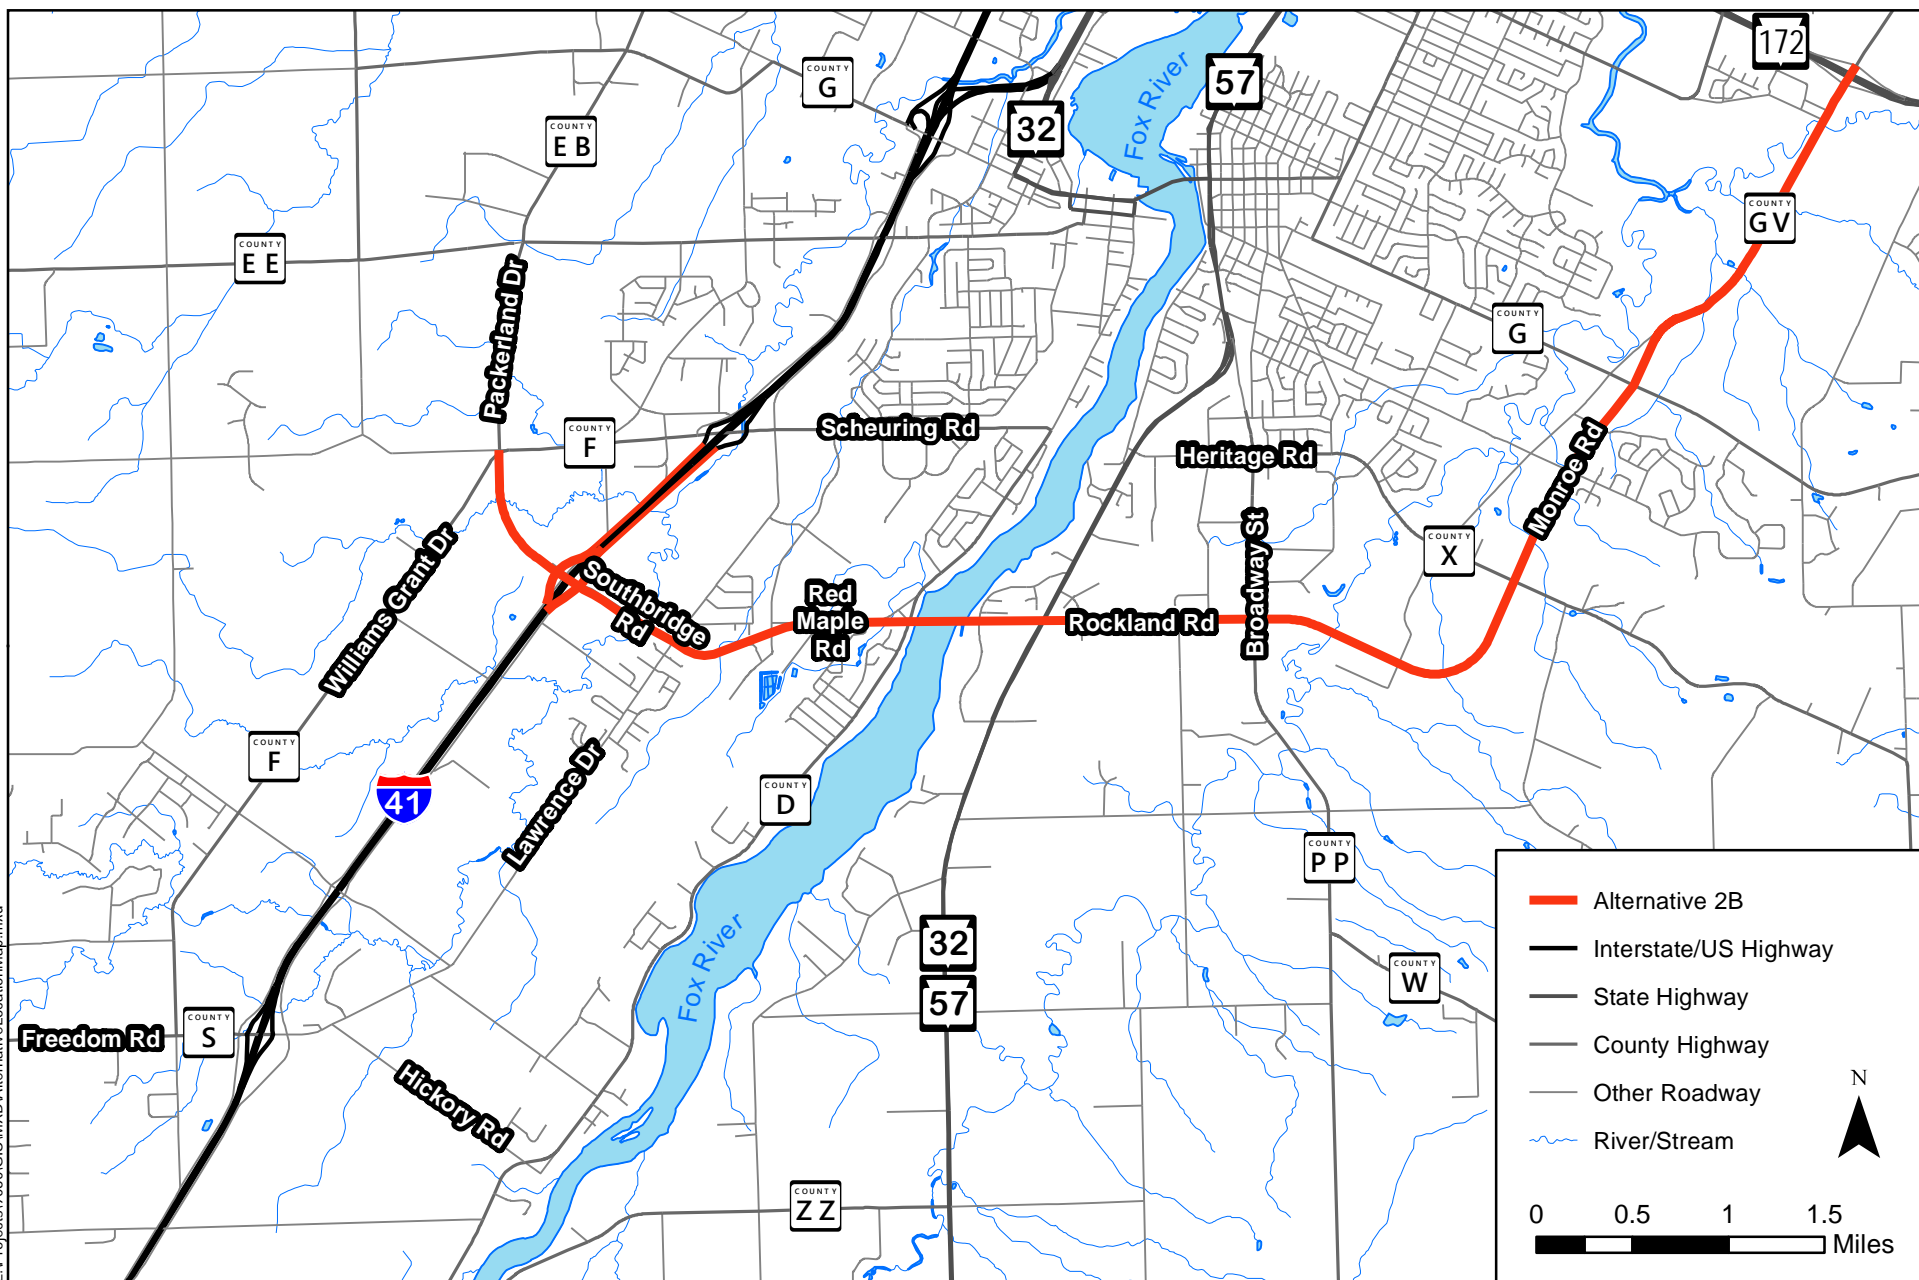 172
COUNTY
G
57
Fox River
32
COUNTY
E B
COUNTY
G V
COUNTY
E E
Packerland Dr
COUNTY
G
COUNTY
F
Scheuring Rd
Heritage Rd
Monroe Rd
Williams Grant Dr
Broadway St
COUNTY
X
Southbridge
Rd
Red
Maple
Rd
Rockland Rd
COUNTY
F
41
Lawrence Dr
COUNTY
D
COUNTY
P P
Fox River
32
57
COUNTY
W
Freedom Rd
COUNTY
S
Hickory Rd
COUNTY
Z Z
Alternative 2B
Interstate/US Highway
State Highway
County Highway
Other Roadway
River/Stream
N
0 0.5 1 1.5
Miles